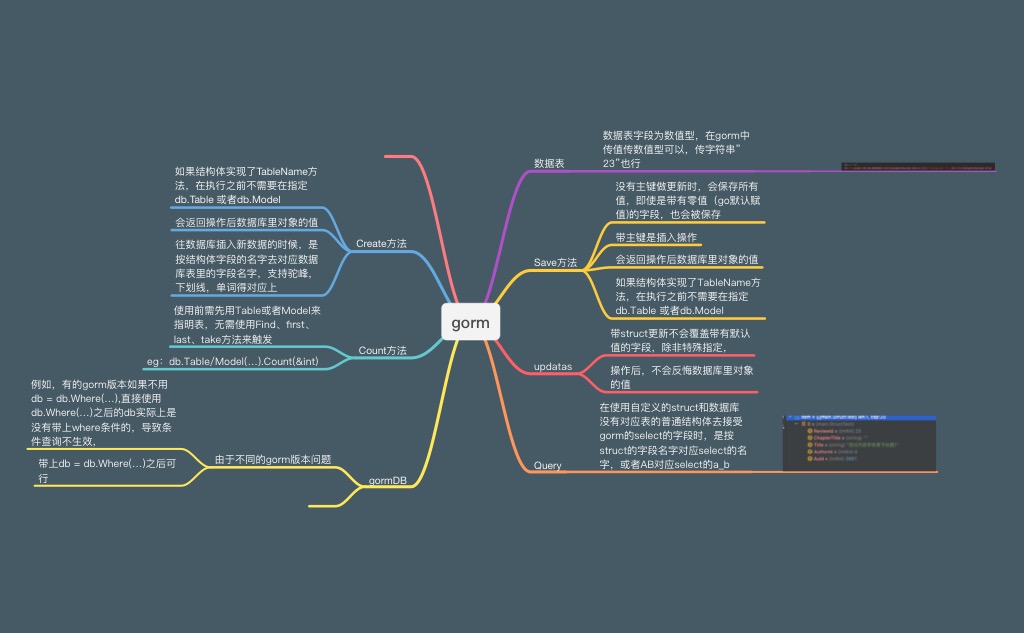 gorm
数据表
数据表字段为数值型，在gorm中
传值传数值型可以，传字符串”
23”也行
Save方法
没有主键做更新时，会保存所有
值，即使是带有零值（go默认赋
值)的字段，也会被保存
带主键是插入操作
会返回操作后数据库里对象的值
如果结构体实现了TableName方
法，在执行之前不需要在指定
db.Table 或者db.Model
updatas
带struct更新不会覆盖带有默认
值的字段，除非特殊指定，
操作后，不会反悔数据库里对象
的值
Query
在使用自定义的struct和数据库
没有对应表的普通结构体去接受
gorm的select的字段时，是按
struct的字段名字对应select的名
字，或者AB对应select的a_b
ReviewId
ChapterTitle
Title
AuthorId
AuId
Create方法
如果结构体实现了TableName方
法，在执行之前不需要在指定
db.Table 或者db.Model
会返回操作后数据库里对象的值
往数据库插入新数据的时候，是
按结构体字段的名字去对应数据
库表里的字段名字，支持驼峰，
下划线，单词得对应上
Count方法
使用前需先用Table或者Model来
指明表，无需使用Find、first、
last、take方法来触发
eg：db.Table/Model(…).Count(&int)
gormDB
由于不同的gorm版本问题
例如，有的gorm版本如果不用
db = db.Where(…),直接使用
db.Where(…)之后的db实际上是
没有带上where条件的，导致条
件查询不生效，
带上db = db.Where(…)之后可
行